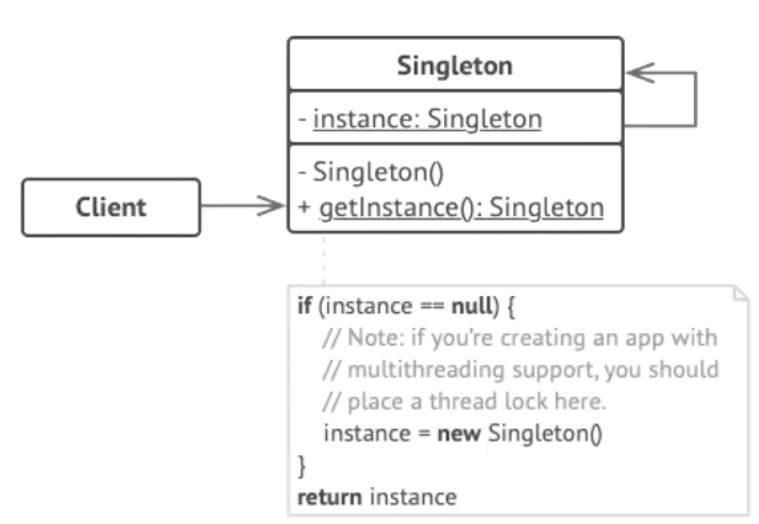 Singleton
- instance: Singleton
- Singleton()
Client
+ getInstance(): Singleton
if (instance == null) {
// Note: if you're creating an app with
// multithreading support, you should
// place a thread lock here.
instance = new Singleton()
}
return instance